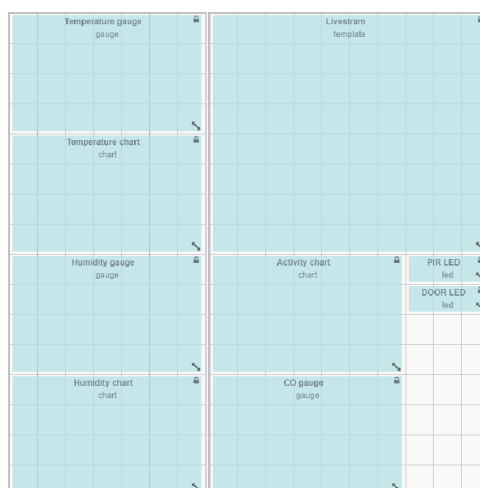 Temperature gauge
gauge
Livestram
template
Temperature chart
chart
Humidity gauge
gauge
Activity chart
chart
PIR LED
led
DOOR LED
led
Humidity chart
chart
CO gauge
gauge